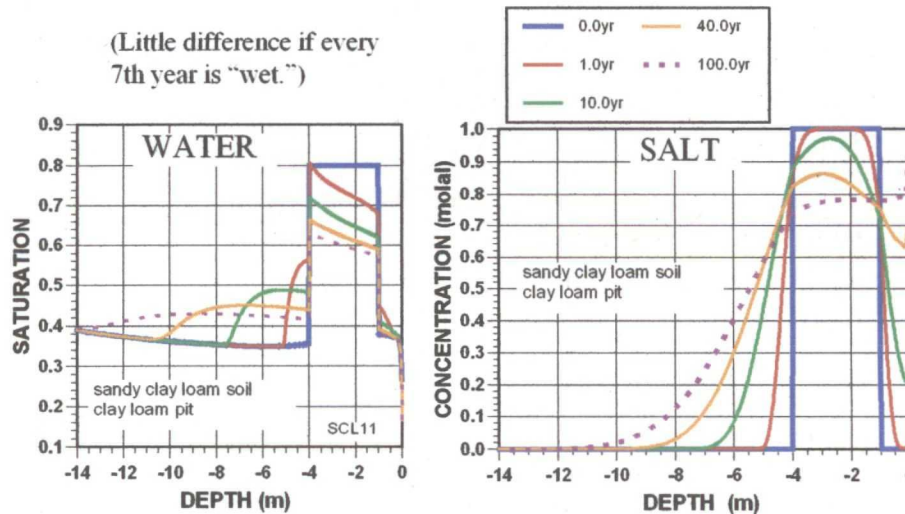 (Little difference if every
7th year is “wet.”)
0.0yr
40.0yr
1.0yr
100.0yr
10.0yr
WATER
SATURATION
0.9
0.8
0.7
0.6
0.5
0.4
0.3
0.2
0.1
sandy clay loam soil
clay loam pit
SCL11
-14
-12
-10
-8
-6
-4
-2
0
DEPTH (m)
SALT
CONCENTRATION (molal)
1.0
0.9
0.8
0.7
0.6
0.5
0.4
0.3
0.2
0.1
0.0
sandy clay loam soil
clay loam pit
-14
-12
-10
-8
-6
-4
-2
DEPTH (m)